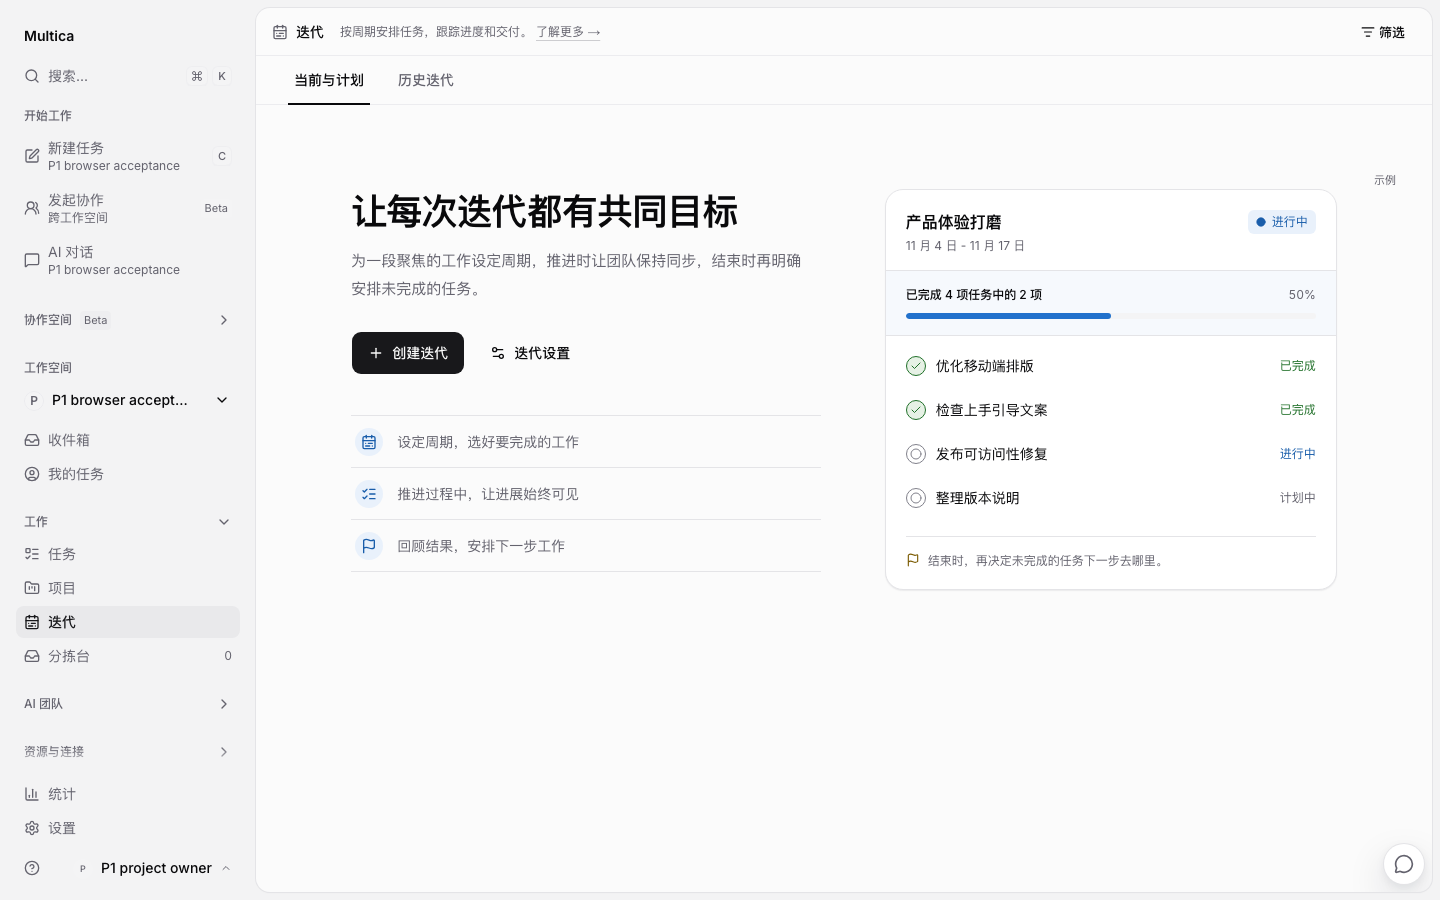 Multica
搜索...
⌘ K
开始工作
新建任务
P1 browser acceptance
C
发起协作
跨工作空间
Beta
AI 对话
P1 browser acceptance
协作空间 Beta
工作空间
P P1 browser accept...
收件箱
我的任务
工作
任务
项目
迭代
分拣台 0
AI 团队
资源与连接
统计
设置
P P1 project owner
迭代 按周期安排任务，跟踪进度和交付。 了解更多 →
筛选
当前与计划 历史迭代
让每次迭代都有共同目标
为一段聚焦的工作设定周期，推进时让团队保持同步，结束时再明确
安排未完成的任务。
创建迭代 迭代设置
设定周期，选好要完成的工作
推进过程中，让进展始终可见
回顾结果，安排下一步工作
示例
产品体验打磨 进行中
11 月 4 日 - 11 月 17 日
已完成 4 项任务中的 2 项 50%
优化移动端排版 已完成
检查上手引导文案 已完成
发布可访问性修复 进行中
整理版本说明 计划中
结束时，再决定未完成的任务下一步去哪里。